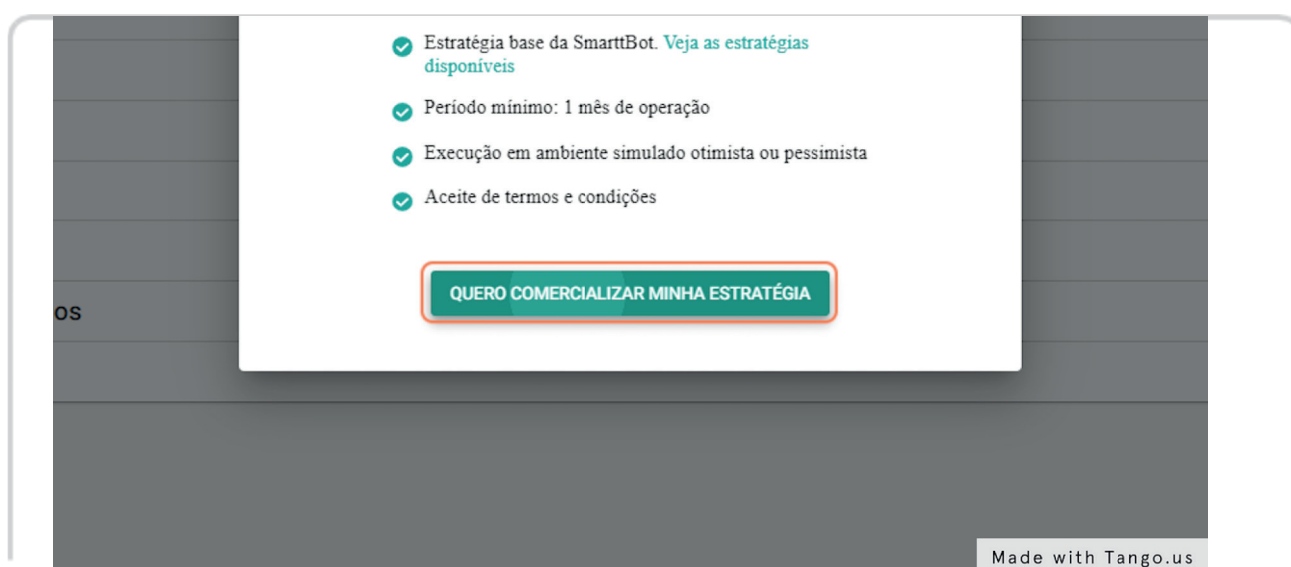 Estratégia base da SmarttBot. Veja as estratégias
disponíveis
Período mínimo: 1 mês de operação
Execução em ambiente simulado otimista ou pessimista
Aceite de termos e condições
QUERO COMERCIALIZAR MINHA ESTRATÉGIA
OS
Made with Tango.us